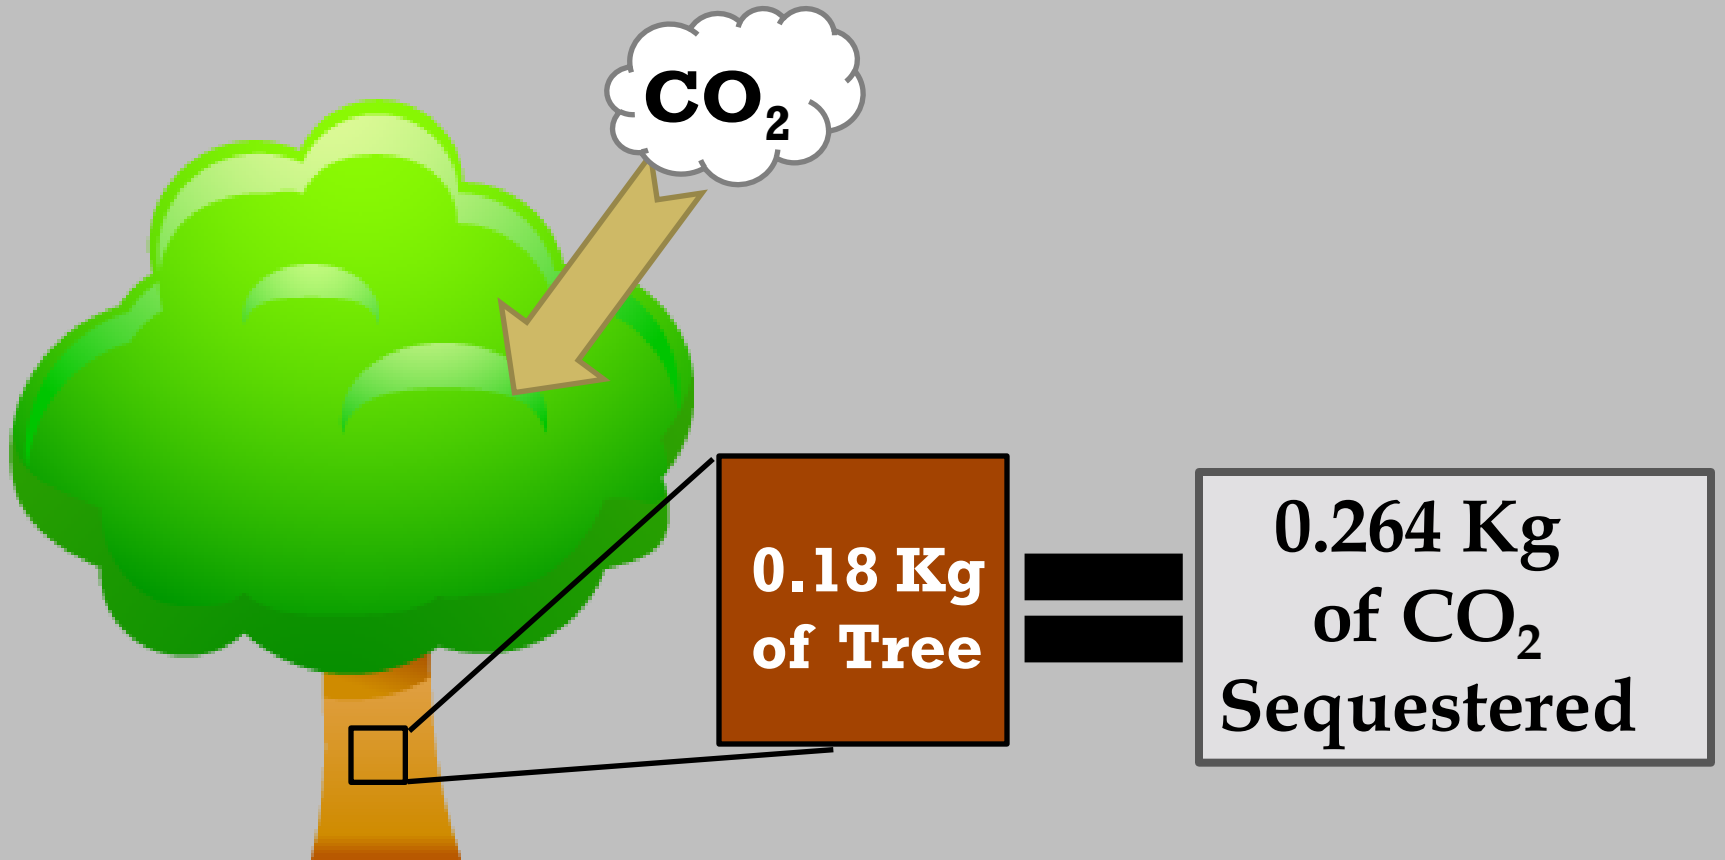 CO₂
0.18 Kg
of Tree
0.264 Kg
of CO₂
Sequestered